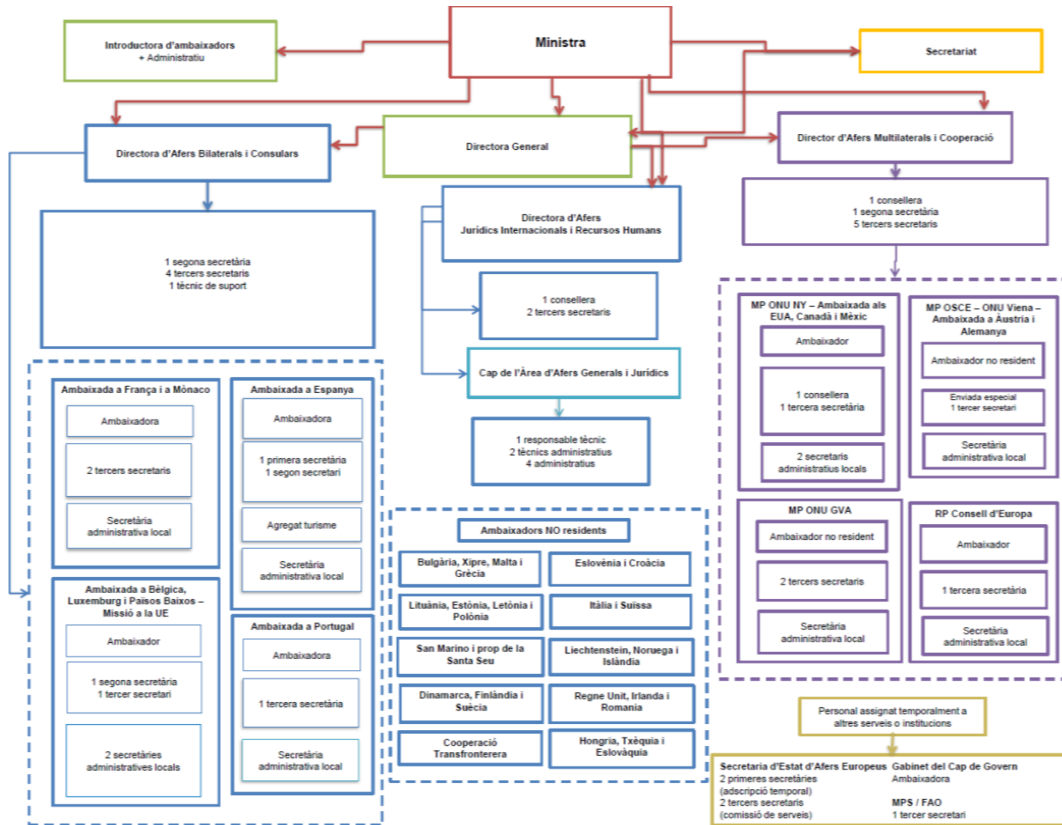 Introductora d'ambaixadors
+ Administratiu
Ministra
Secretariat
Directora d'Afers Bilaterals i Consulars
Directora General
Director d'Afers Multilaterals i Cooperació
1 segona secretària
4 tercers secretaris
1 tècnic de suport
Directora d'Afers
Jurídics Internacionals i Recursos Humans
1 consellera
1 segona secretària
5 tercers secretaris
1 consellera
2 tercers secretaris
Cap de l'Àrea d'Afers Generals i Jurídics
1 responsable tècnic
2 tècnics administratius
4 administratius
Ambaixada a França i a Mònaco
Ambaixadora
2 tercers secretaris
Secretària
administrativa local
Ambaixada a Espanya
Ambaixadora
1 primera secretària
1 segon secretari
Agregat turisme
Secretària
administrativa local
Ambaixada a Bèlgica,
Luxemburg i Països Baixos –
Missió a la UE
Ambaixador
1 segona secretària
1 tercer secretari
2 secretàries
administratives locals
Ambaixada a Portugal
Ambaixadora
1 tercera secretària
Secretària
administrativa local
Ambaixadors NO residents
Bulgària, Xipre, Malta i
Grècia
Eslovènia i Croàcia
Lituània, Estònia, Letònia i
Polònia
Itàlia i Suïssa
San Marino i prop de la
Santa Seu
Liechtenstein, Noruega i
Islàndia
Dinamarca, Finlàndia i
Suècia
Regne Unit, Irlanda i
Romania
Cooperació
Transfronterera
Hongria, Txèquia i
Eslovàquia
MP ONU NY – Ambaixada als
EUA, Canadà i Mèxic
Ambaixador
1 consellera
1 tercera secretària
2 secretaris
administratius locals
MP OSCE – ONU Viena –
Ambaixada a Àustria i
Alemanya
Ambaixador no resident
Enviada especial
1 tercer secretari
Secretària
administrativa local
MP ONU GVA
Ambaixador no resident
2 tercers secretaris
Secretària
administrativa local
RP Consell d'Europa
Ambaixador
1 tercera secretària
Secretària
administrativa local
Personal assignat temporalment a
altres serveis o institucions
Secretaria d'Estat d'Afers Europeus
2 primeres secretàries
(adscripció temporal)
2 tercers secretaris
(comissió de serveis)
Gabinet del Cap de Govern
Ambaixadora
MPS / FAO
1 tercer secretari